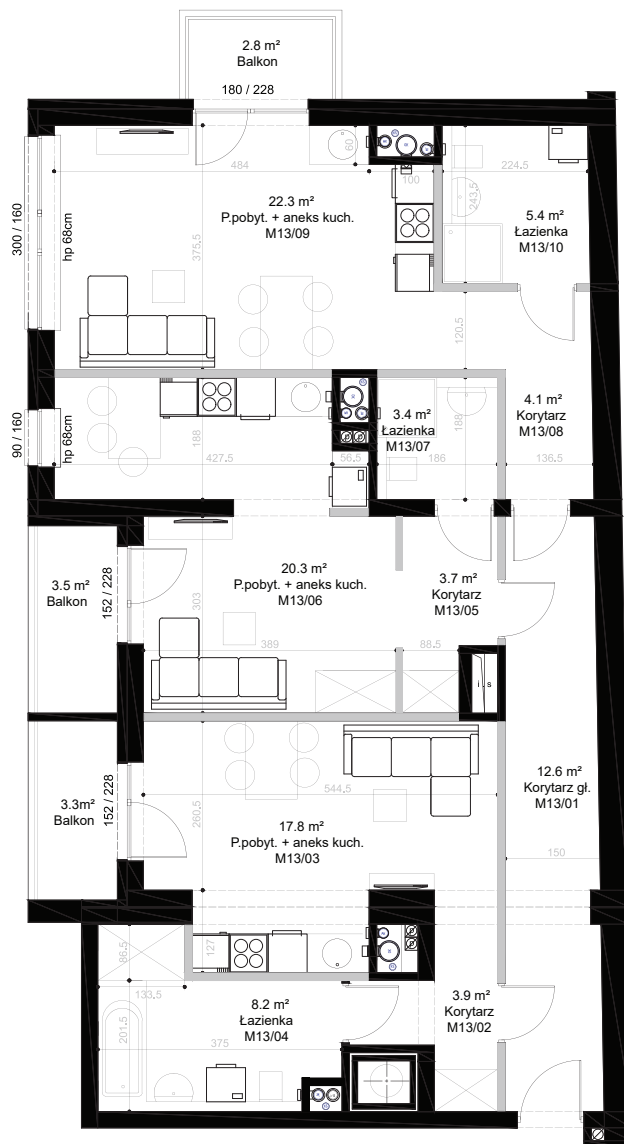 2.8 m²
Balkon
180 / 228
484
60
100
224.5
243.5
22.3 m²
P.pobyt. + aneks kuch.
M13/09
5.4 m²
Łazienka
M13/10
300 / 160
hp 68cm
375.5
120.5
3.4 m²
Łazienka
M13/07
188
186
4.1 m²
Korytarz
M13/08
136.5
90 / 160
hp 68cm
188
427.5
56.5
3.5 m²
Balkon
152 / 228
20.3 m²
P.pobyt. + aneks kuch.
M13/06
303
389
3.7 m²
Korytarz
M13/05
88.5
i . s
3.3m²
Balkon
152 / 228
544.5
260.5
17.8 m²
P.pobyt. + aneks kuch.
M13/03
12.6 m²
Korytarz gł.
M13/01
150
86.5
127
133.5
201.5
375
8.2 m²
Łazienka
M13/04
3.9 m²
Korytarz
M13/02